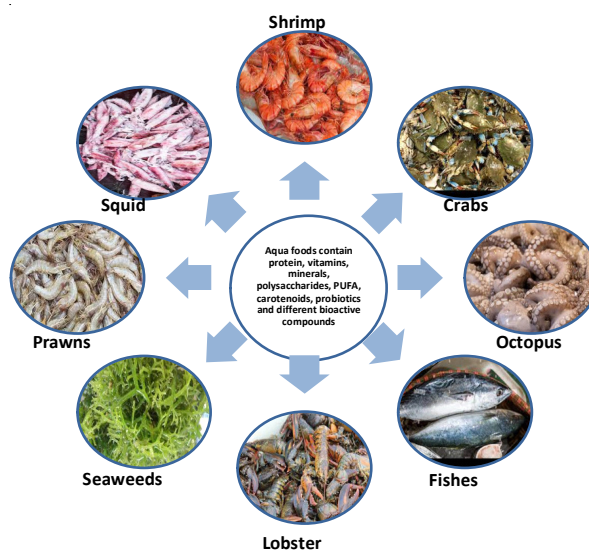 Shrimp
Squid
Crabs
Aqua foods contain
protein, vitamins,
minerals,
polysaccharides, PUFA,
carotenoids, probiotics
and different bioactive
compounds
Prawns
Octopus
Seaweeds
Fishes
Lobster